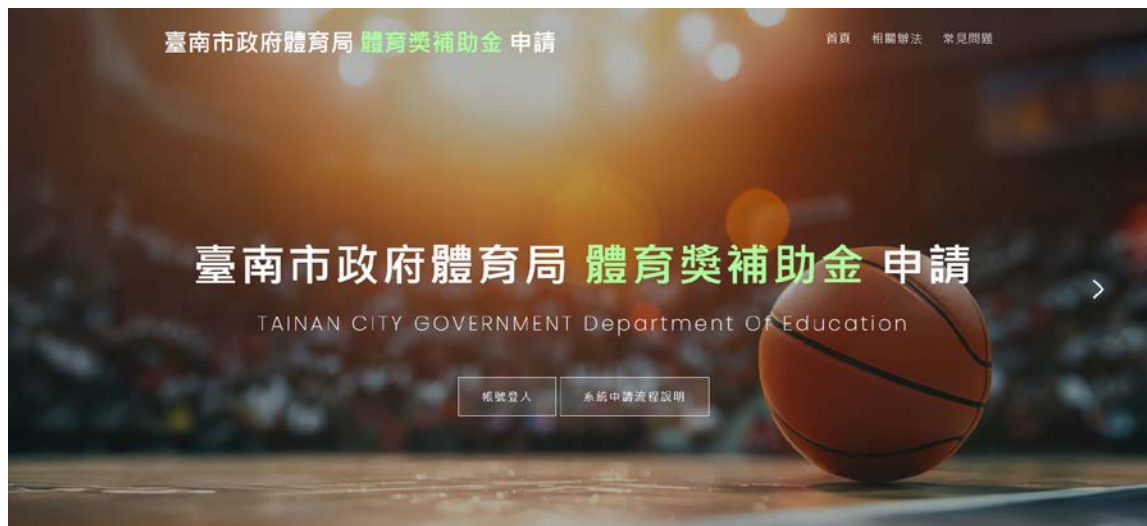 臺南市政府體育局 體育獎補助金 申請
首頁 相關辦法 常見問題
臺南市政府體育局 體育獎補助金 申請
TAINAN CITY GOVERNMENT Department Of Education
帳號登入 系統申請流程說明